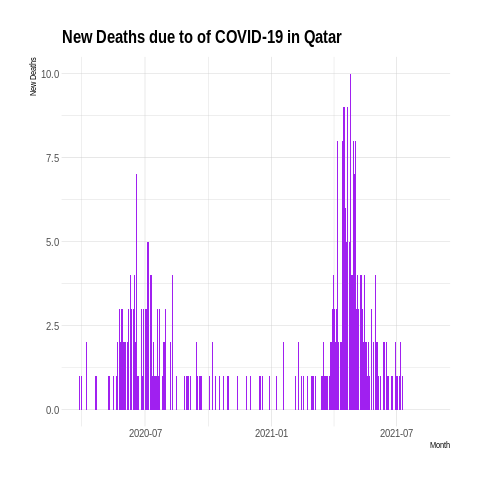 New Deaths due to of COVID-19 in Qatar
New Deaths
10.0
7.5
5.0
2.5
0.0
2020-07
2021-01
2021-07
Month